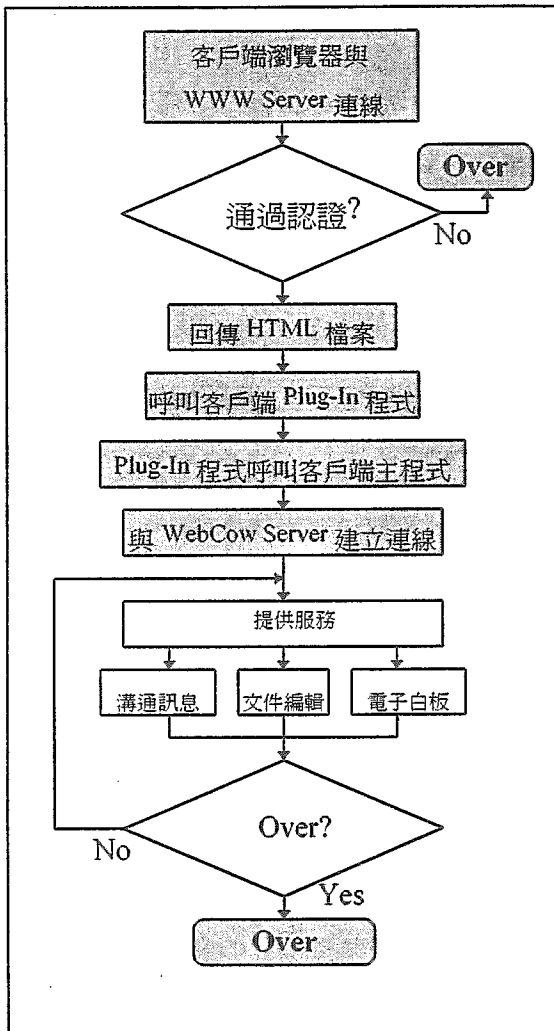 客戶端瀏覽器與
WWW Server 連線
Over
通過認證?
No
回傳 HTML 檔案
呼叫客戶端 Plug-In 程式
Plug-In 程式呼叫客戶端主程式
與 WebCow Server 建立連線
提供服務
溝通訊息
文件編輯
電子白板
Over?
No
Yes
Over